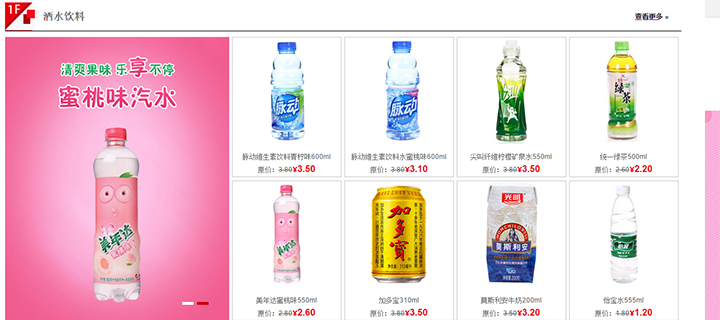 1F
酒水饮料
查看更多 »
清爽果味 乐享不停
蜜桃味汽水
美年达
脉动
脉动
绿茶
脉动维生素饮料青柠味600ml
原价：3.80¥3.50
脉动维生素饮料水蜜桃味600ml
原价：3.80¥3.10
尖叫纤维柠檬矿泉水550ml
原价：3.80¥3.50
统一绿茶500ml
原价：2.60¥2.20
美年达
加多宝
光明
莫斯利安
怡宝
美年达蜜桃味550ml
原价：2.80¥2.60
加多宝310ml
原价：3.80¥3.50
莫斯利安牛奶200ml
原价：3.50¥3.20
怡宝水555ml
原价：1.80¥1.20